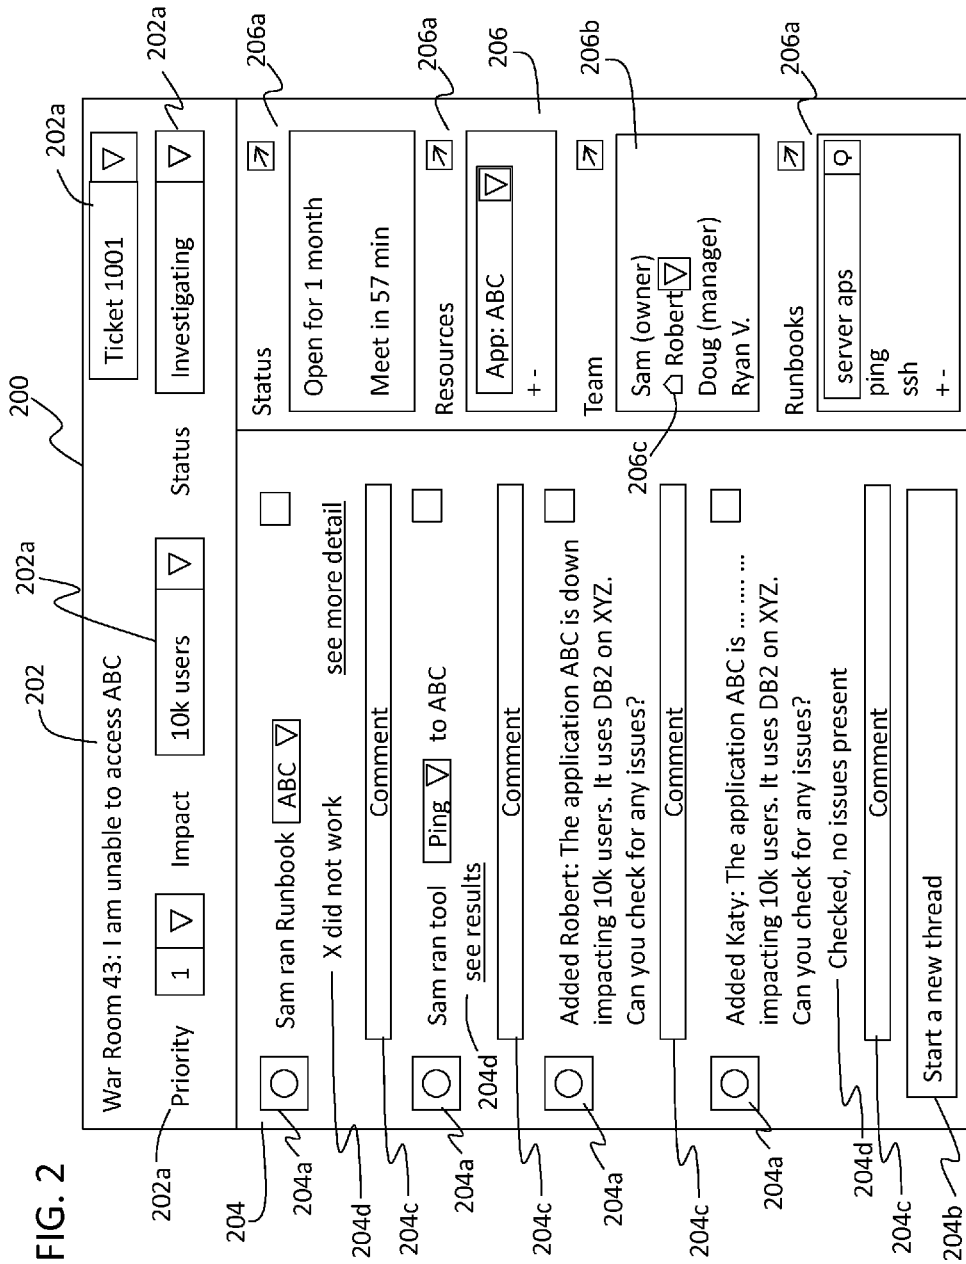 FIG. 2
200
202
202a
202a
202a
202a
War Room 43: I am unable to access ABC
Ticket 1001
Priority 1 Impact 10k users Status Investigating
204
204a
Sam ran Runbook ABC
X did not work see more detail
204d
Comment
204c
204a
Sam ran tool Ping to ABC
see results
204d
Comment
204c
204a
Added Robert: The application ABC is down
impacting 10k users. It uses DB2 on XYZ.
Can you check for any issues?
Comment
204c
204a
Added Katy: The application ABC is ... .... ...
impacting 10k users. It uses DB2 on XYZ.
Can you check for any issues?
Checked, no issues present
204d
Comment
204c
Start a new thread
204b
Status
206a
Open for 1 month
Meet in 57 min
Resources
206a
App: ABC
+ -
206
Team
206b
Sam (owner)
Robert
Doug (manager)
Ryan V.
206c
Runbooks
206a
server aps
ping
ssh
+ -